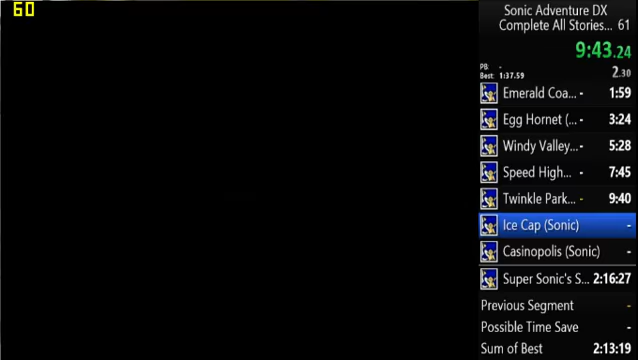 60
Sonic Adventure DX
Complete All Stories... 61
9:43.24
PB: -
Best: 1:37.59
2.30
Emerald Coa... - 1:59
Egg Hornet (... - 3:24
Windy Valley... - 5:28
Speed High... - 7:45
Twinkle Park... - 9:40
Ice Cap (Sonic) -
Casinopolis (Sonic) -
Super Sonic's S... 2:16:27
Previous Segment -
Possible Time Save -
Sum of Best 2:13:19